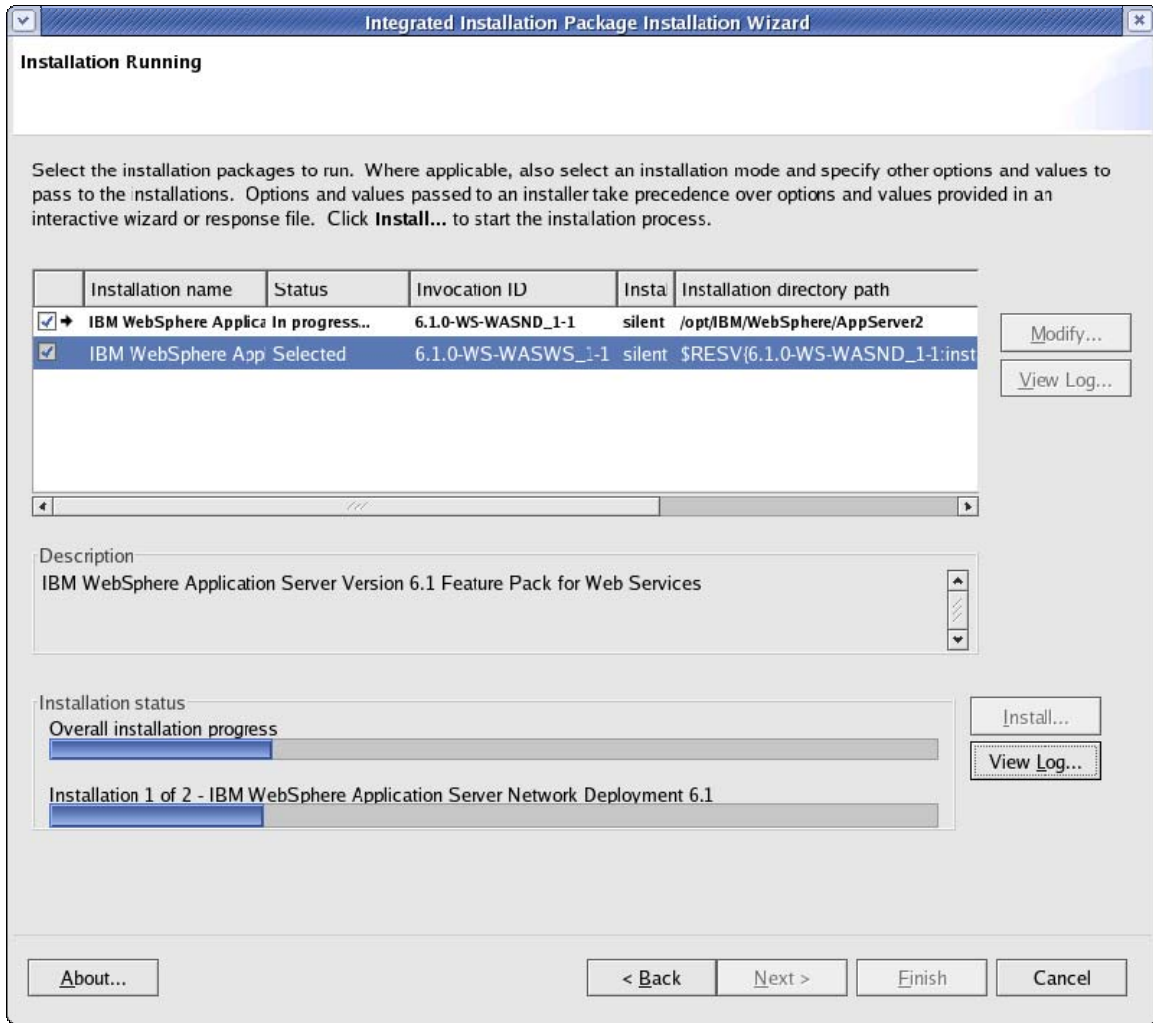 Integrated Installation Package Installation Wizard
Installation Running
Select the installation packages to run. Where applicable, also select an installation mode and specify other options and values to
pass to the installations. Options and values passed to an installer take precedence over options and values provided in an
interactive wizard or response file. Click Install... to start the installation process.
Installation name Status Invocation ID Instal Installation directory path
IBM WebSphere Applica In progress... 6.1.0-WS-WASND_1-1 silent /opt/IBM/WebSphere/AppServer2
IBM WebSphere App Selected 6.1.0-WS-WASWS_1-1 silent $RESV{6.1.0-WS-WASND_1-1:inst
Modify...
View Log...
Description
IBM WebSphere Application Server Version 6.1 Feature Pack for Web Services
Installation status
Overall installation progress
Install...
View Log...
Installation 1 of 2 - IBM WebSphere Application Server Network Deployment 6.1
About... < Back Next > Finish Cancel